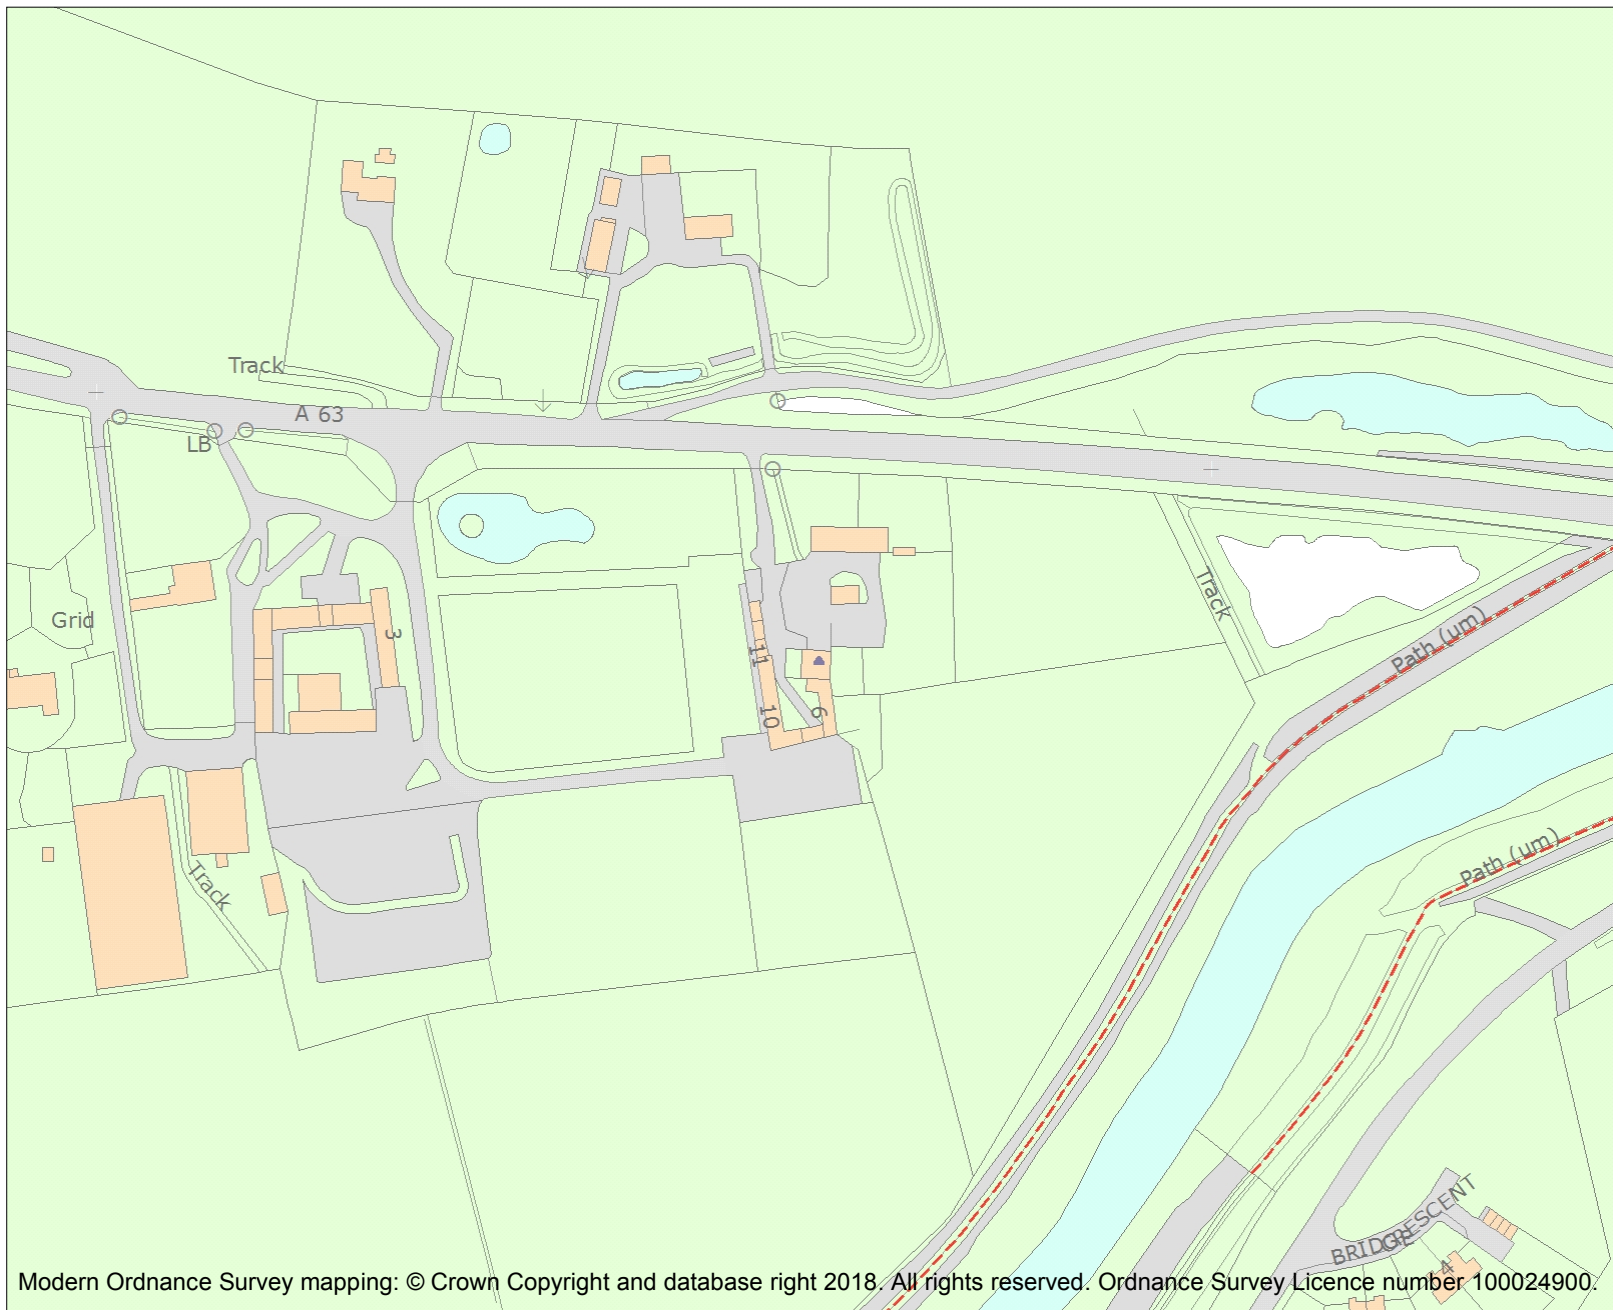 Track
A 63
LB
Grid
3
11
10
6
Track
Path (um)
Track
Path (um)
BRIDGE
CRESCENT
14
Modern Ordnance Survey mapping: © Crown Copyright and database right 2018. All rights reserved. Ordnance Survey Licence number 100024900.